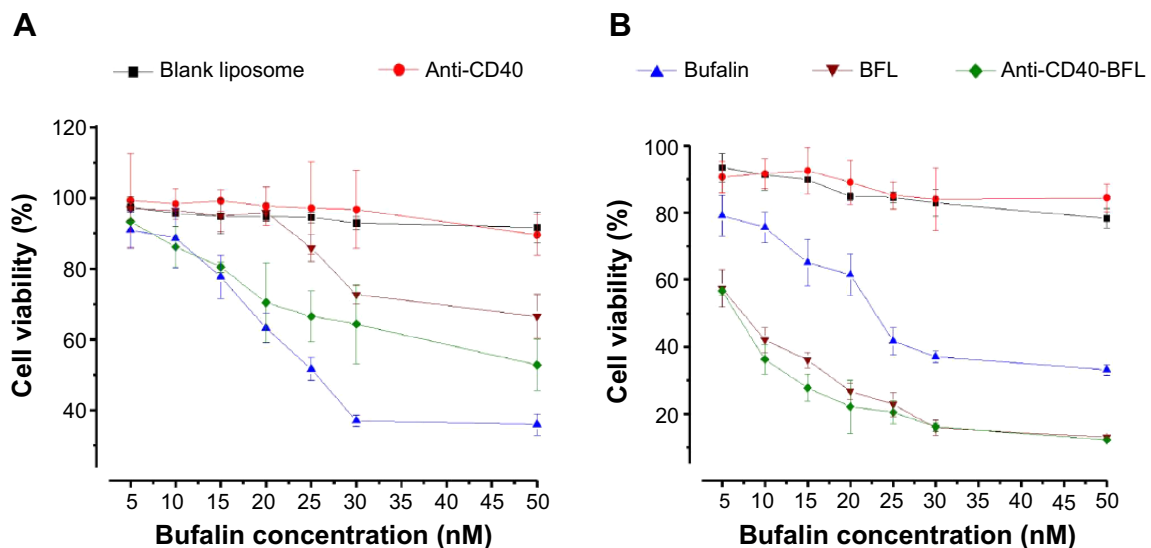 A
B
Blank liposome Anti-CD40 Bufalin BFL Anti-CD40-BFL
120
100
80
60
40
Cell viability (%)
5 10 15 20 25 30 35 40 45 50
Bufalin concentration (nM)
100
80
60
40
20
Cell viability (%)
5 10 15 20 25 30 35 40 45 50
Bufalin concentration (nM)